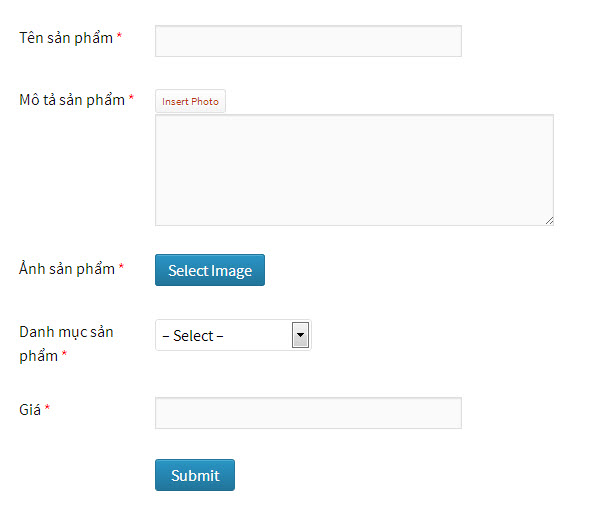 Tên sản phẩm *
Mô tả sản phẩm *
Insert Photo
Ảnh sản phẩm *
Select Image
Danh mục sản
phẩm *
– Select –
Giá *
Submit